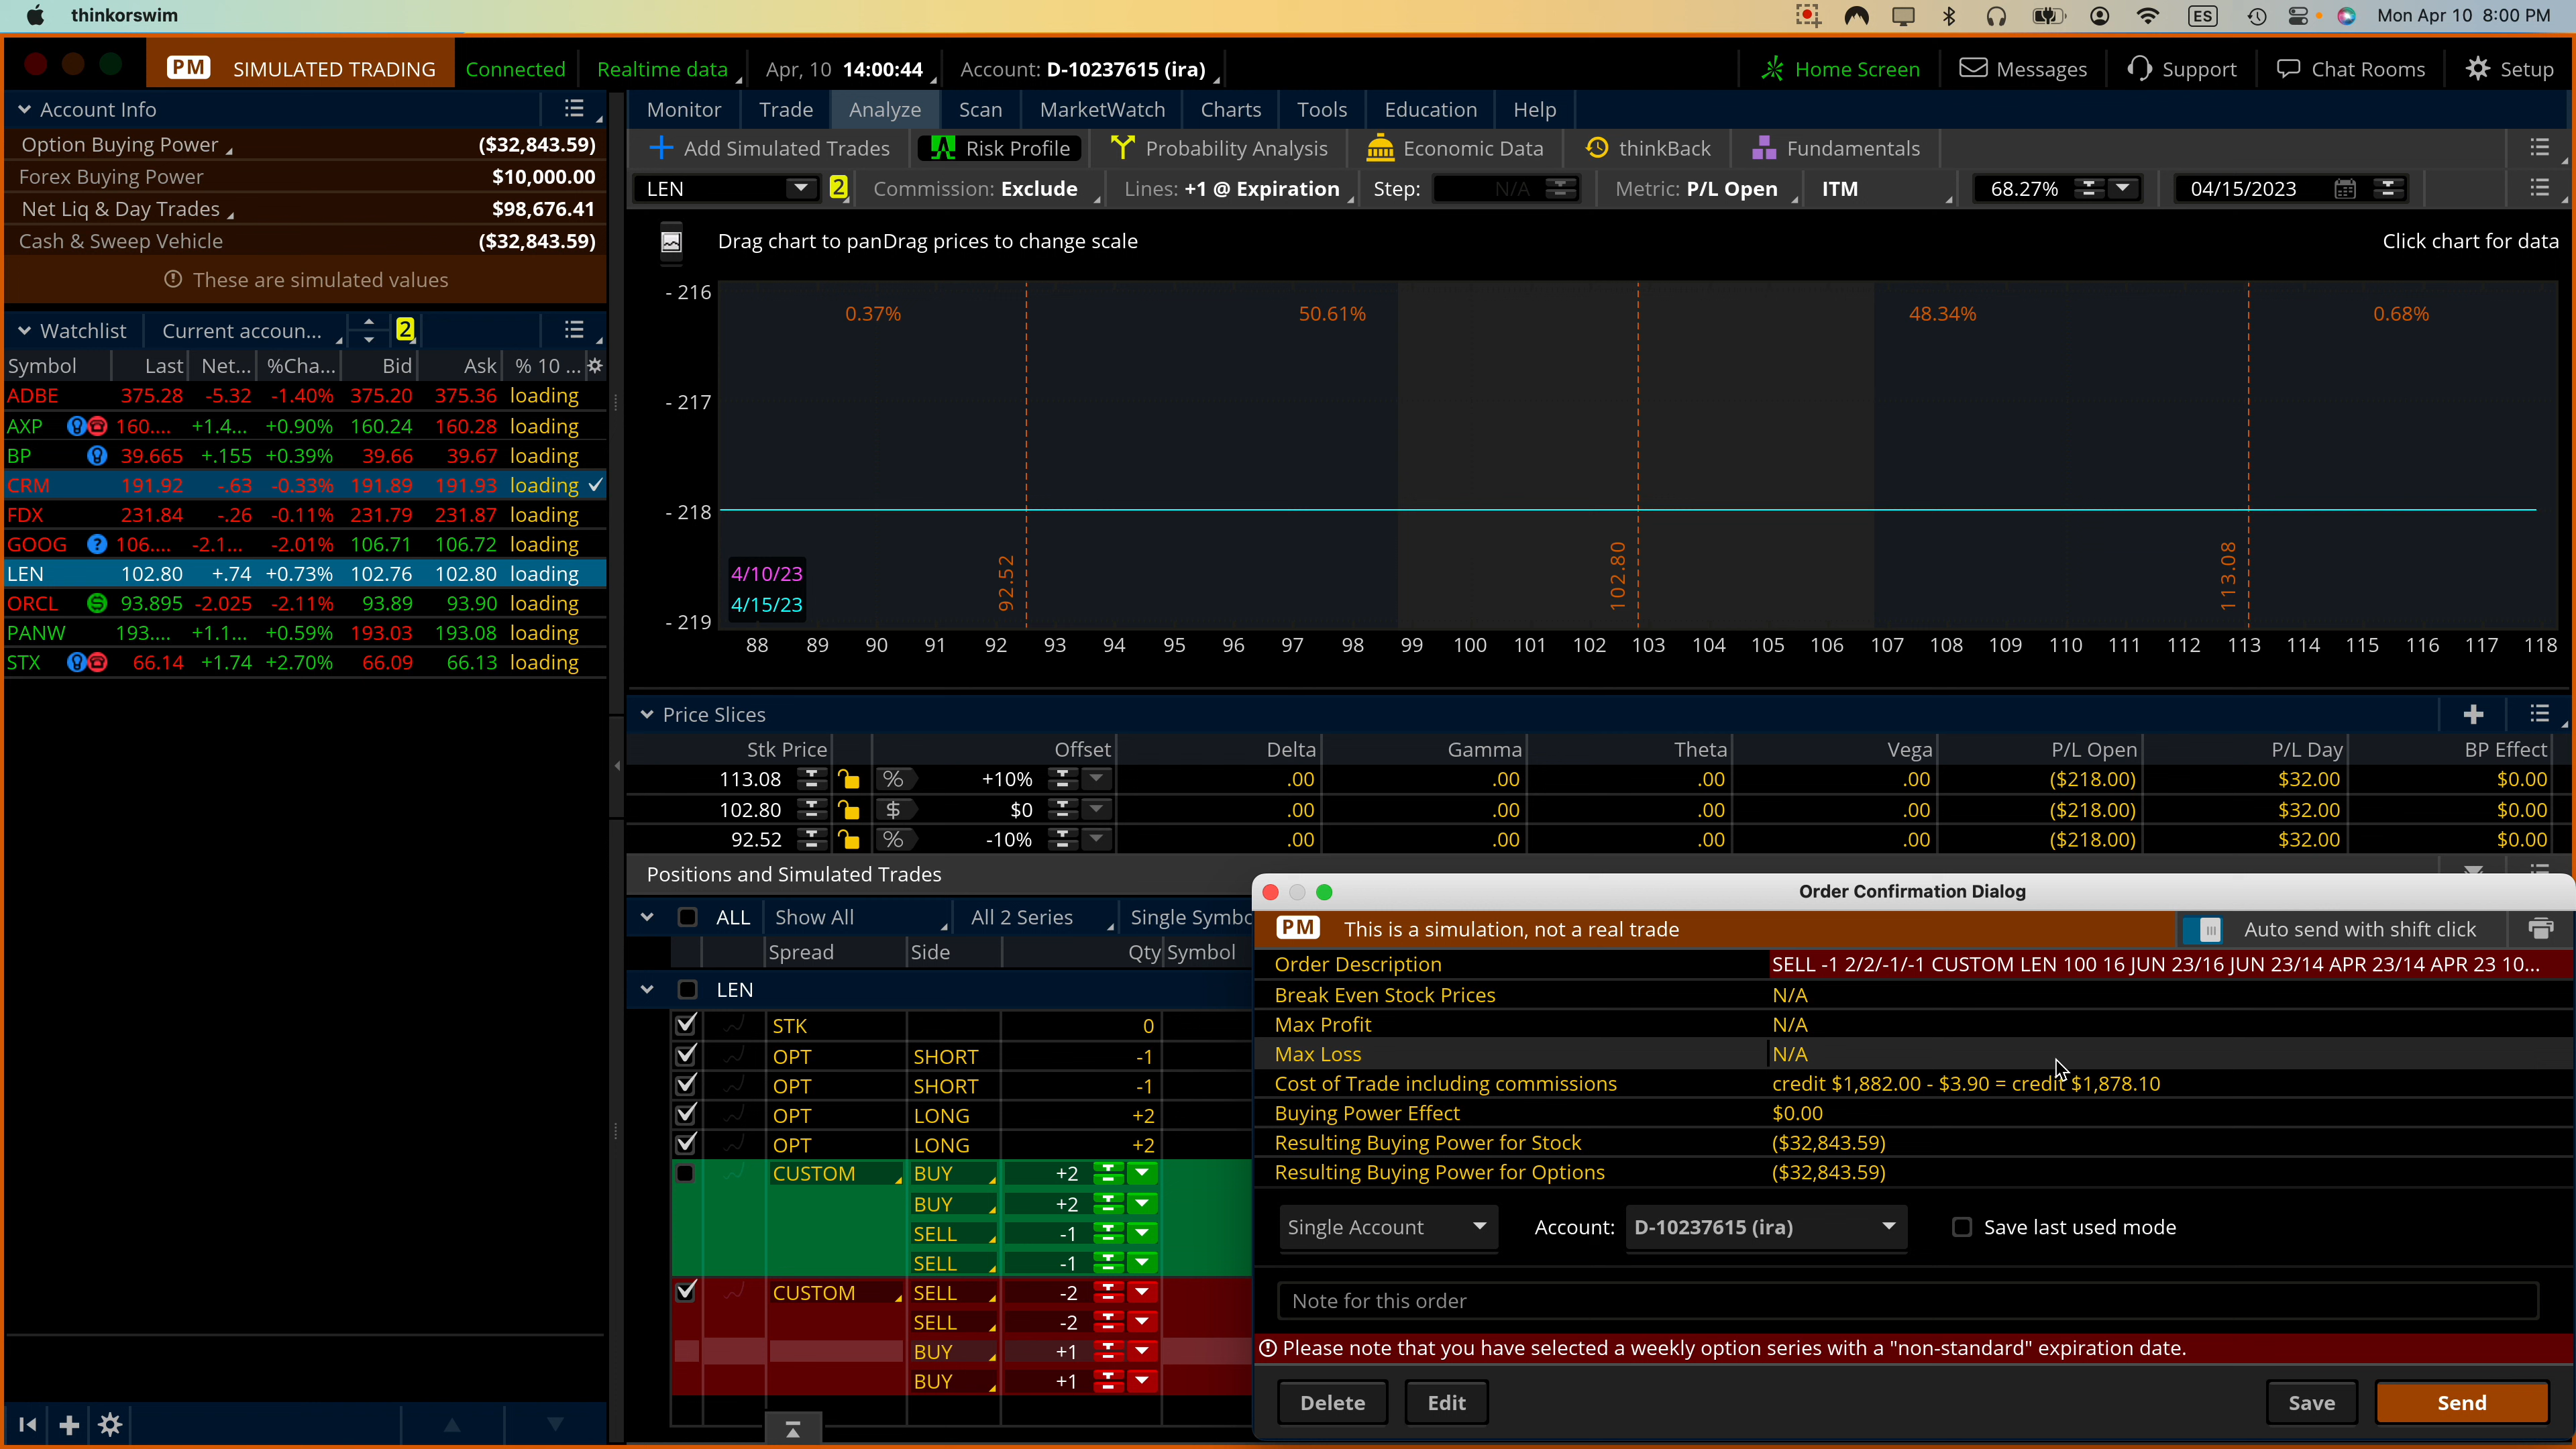 thinkorswim ES Mon Apr 10 8:00 PM
PM SIMULATED TRADING Connected Realtime data Apr, 10 14:00:44 Account: D-10237615 (ira) Home Screen Messages Support Chat Rooms Setup
Account Info
Option Buying Power ($32,843.59)
Forex Buying Power $10,000.00
Net Liq & Day Trades $98,676.41
Cash & Sweep Vehicle ($32,843.59)
These are simulated values
Watchlist Current accoun... 2
Symbol Last Net... %Cha... Bid Ask % 10 ...
ADBE 375.28 -5.32 -1.40% 375.20 375.36 loading
AXP 160.... +1.4... +0.90% 160.24 160.28 loading
BP 39.665 +.155 +0.39% 39.66 39.67 loading
CRM 191.92 -.63 -0.33% 191.89 191.93 loading
FDX 231.84 -.26 -0.11% 231.79 231.87 loading
GOOG ? 106.... -2.1... -2.01% 106.71 106.72 loading
LEN 102.80 +.74 +0.73% 102.76 102.80 loading
ORCL 93.895 -2.025 -2.11% 93.89 93.90 loading
PANW 193.... +1.1... +0.59% 193.03 193.08 loading
STX 66.14 +1.74 +2.70% 66.09 66.13 loading
Monitor Trade Analyze Scan MarketWatch Charts Tools Education Help
Add Simulated Trades Risk Profile Probability Analysis Economic Data thinkBack Fundamentals
LEN 2 Commission: Exclude Lines: +1 @ Expiration Step: N/A Metric: P/L Open ITM 68.27% 04/15/2023
Drag chart to panDrag prices to change scale Click chart for data
-216 0.37% 50.61% 48.34% 0.68%
-217
-218
4/10/23
4/15/23
92.52 102.80 113.08
-219
88 89 90 91 92 93 94 95 96 97 98 99 100 101 102 103 104 105 106 107 108 109 110 111 112 113 114 115 116 117 118
Price Slices
Stk Price Offset Delta Gamma Theta Vega P/L Open P/L Day BP Effect
113.08 % +10% .00 .00 .00 .00 ($218.00) $32.00 $0.00
102.80 $ $0 .00 .00 .00 .00 ($218.00) $32.00 $0.00
92.52 % -10% .00 .00 .00 .00 ($218.00) $32.00 $0.00
Positions and Simulated Trades
ALL Show All All 2 Series Single Symbo
Spread Side Qty Symbol
LEN
STK 0
OPT SHORT -1
OPT SHORT -1
OPT LONG +2
OPT LONG +2
CUSTOM BUY +2
BUY +2
SELL -1
SELL -1
CUSTOM SELL -2
SELL -2
BUY +1
BUY +1
Order Confirmation Dialog
PM This is a simulation, not a real trade Auto send with shift click
Order Description SELL -1 2/2/-1/-1 CUSTOM LEN 100 16 JUN 23/16 JUN 23/14 APR 23/14 APR 23 10...
Break Even Stock Prices N/A
Max Profit N/A
Max Loss N/A
Cost of Trade including commissions credit $1,882.00 - $3.90 = credit $1,878.10
Buying Power Effect $0.00
Resulting Buying Power for Stock ($32,843.59)
Resulting Buying Power for Options ($32,843.59)
Single Account Account: D-10237615 (ira) Save last used mode
Note for this order
Please note that you have selected a weekly option series with a "non-standard" expiration date.
Delete Edit Save Send